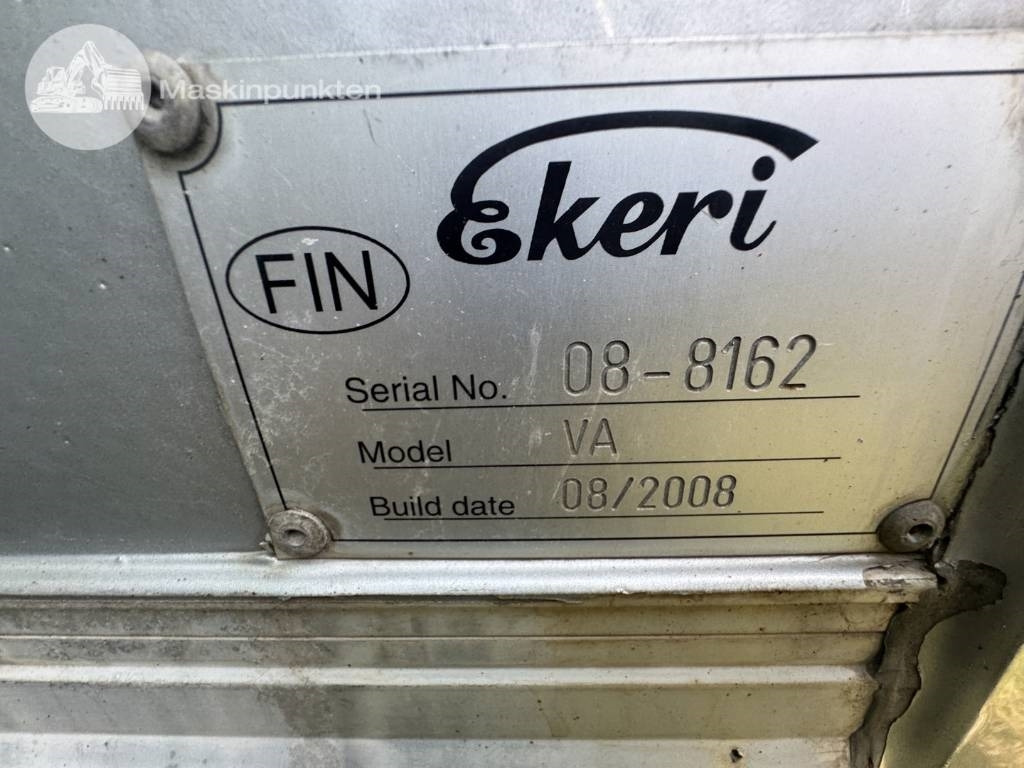 Maskinpunkten
Ekeri
FIN
Serial No. 08-8162
Model VA
Build date 08/2008